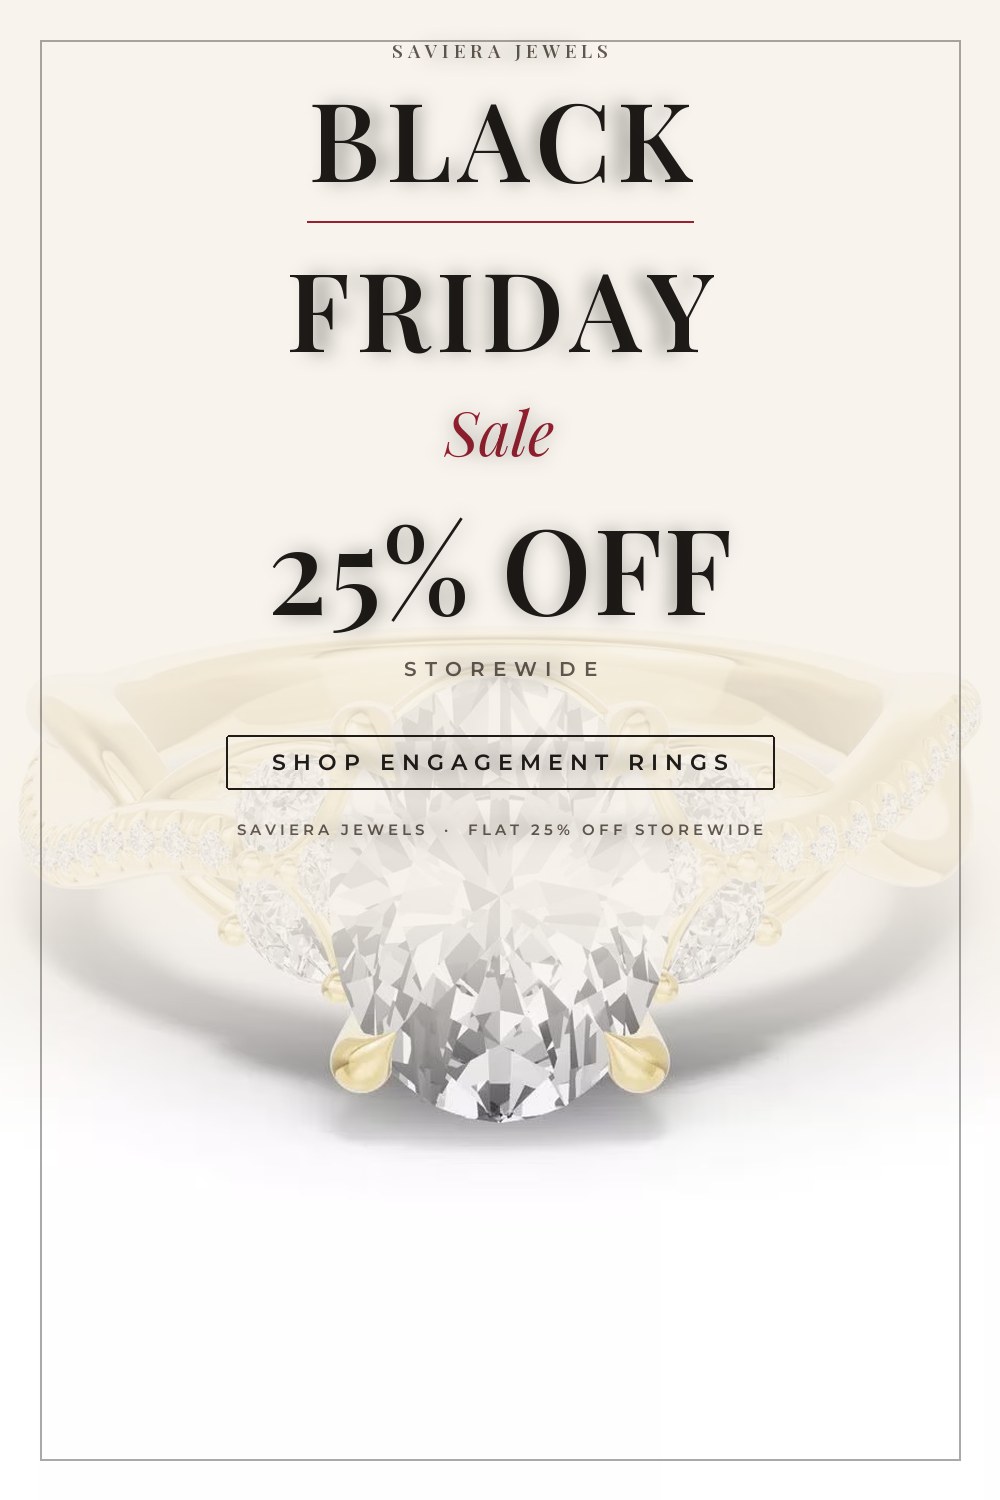 SAVIERA JEWELS
BLACK
FRIDAY
Sale
25% OFF
STOREWIDE
SHOP ENGAGEMENT RINGS
SAVIERA JEWELS · FLAT 25% OFF STOREWIDE